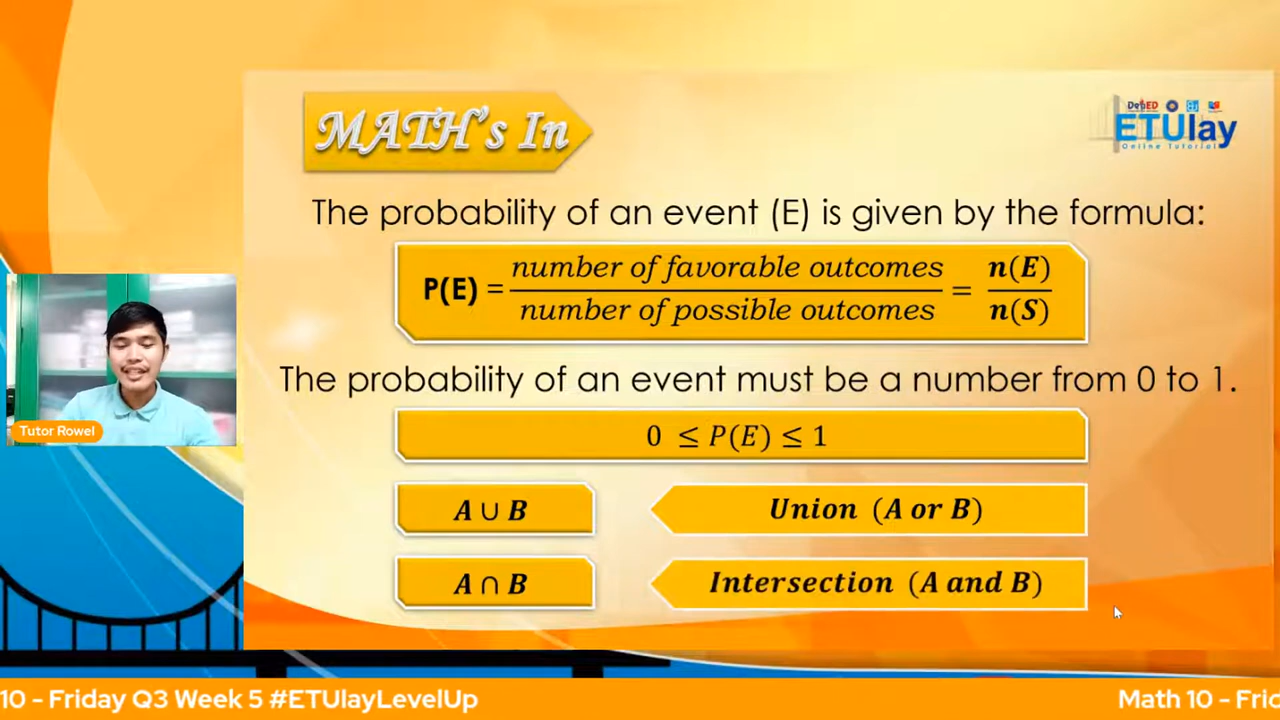 MATH's In
DepED
ETUlay
Online Tutorial
The probability of an event (E) is given by the formula:
P(E) = number of favorable outcomes / number of possible outcomes = n(E) / n(S)
The probability of an event must be a number from 0 to 1.
0 ≤ P(E) ≤ 1
A ∪ B
Union (A or B)
A ∩ B
Intersection (A and B)
Tutor Rowel
10 - Friday Q3 Week 5 #ETUlayLevelUp
Math 10 - Fric